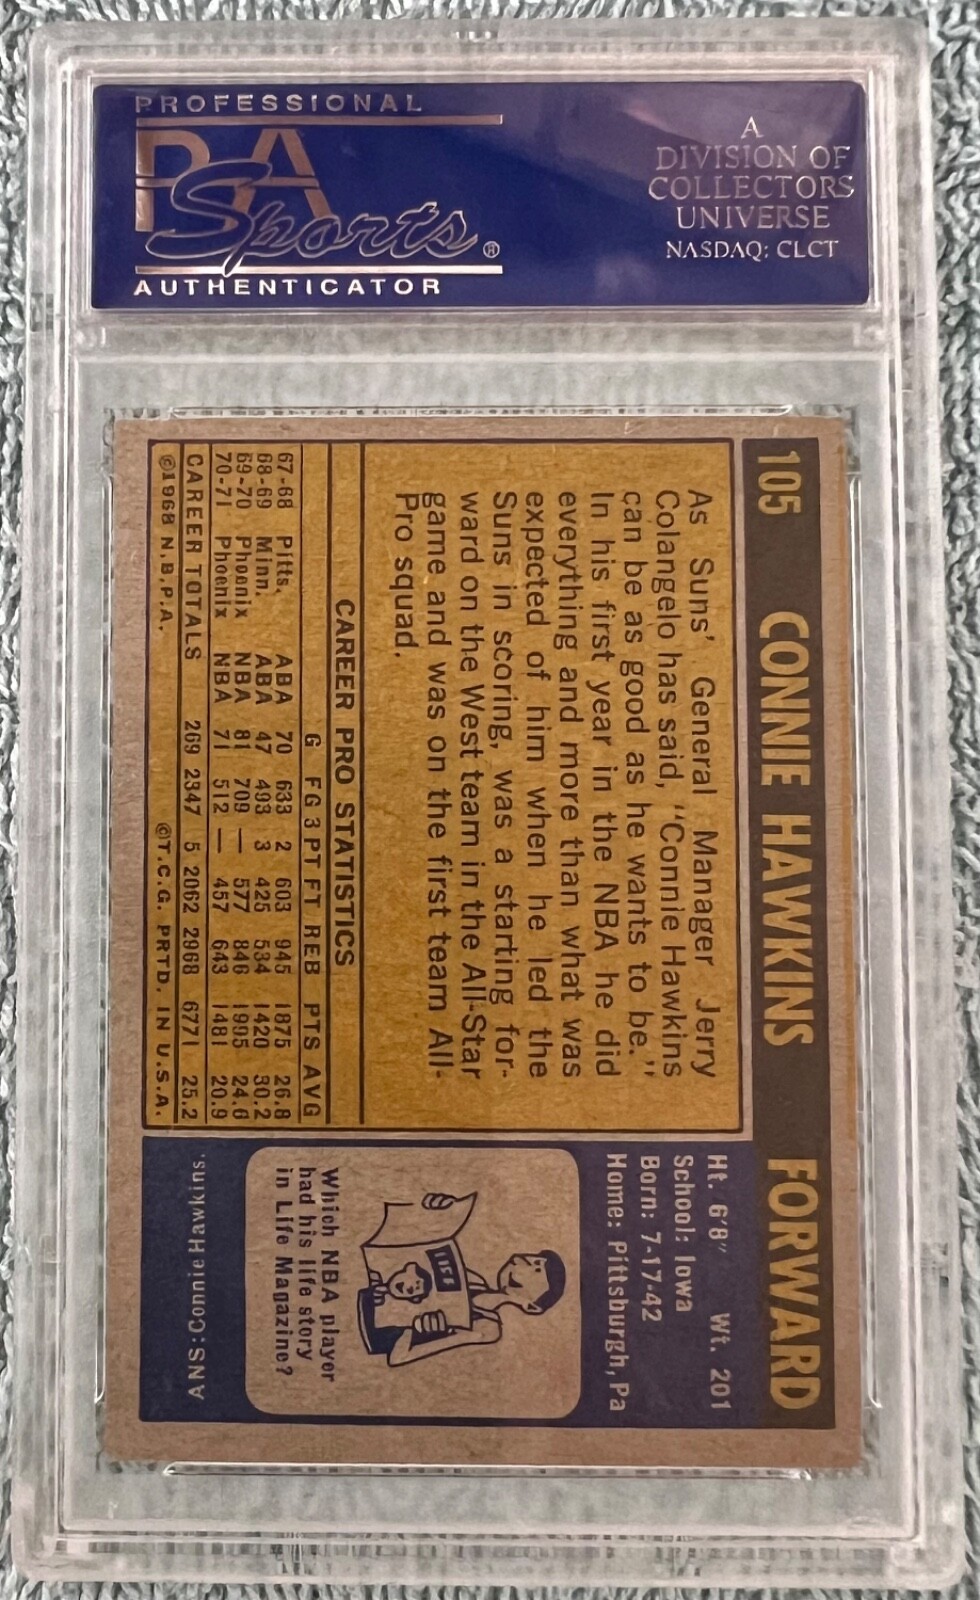 PROFESSIONAL
PSA
Sports®
AUTHENTICATOR
A
DIVISION OF
COLLECTORS
UNIVERSE
NASDAQ: CLCT
105 CONNIE HAWKINS FORWARD
As Suns' General Manager Jerry
Colangelo has said, "Connie Hawkins
can be as good as he wants to be."
In his first year in the NBA he did
everything and more than what was
expected of him when he led the
Suns in scoring, was a starting for-
ward on the West team in the All-Star
game and was on the first team All-
Pro squad.
CAREER PRO STATISTICS
G FG 3PT FT REB PTS AVG
67-68 Pitts. ABA 70 633 2 603 945 1875 26.8
68-69 Minn. ABA 47 493 3 425 534 1420 30.2
69-70 Phoenix NBA 81 709 — 577 846 1995 24.6
70-71 Phoenix NBA 71 512 — 457 643 1481 20.9
CAREER TOTALS 269 2347 5 2062 2968 6771 25.2
©1968 N.B.P.A. ©T.C.G. PRTD. IN U.S.A.
Ht. 6'8" Wt. 201
School: Iowa
Born: 7-17-42
Home: Pittsburgh, Pa
LIFE
Which NBA player
had his life story
in Life Magazine?
ANS: Connie Hawkins.